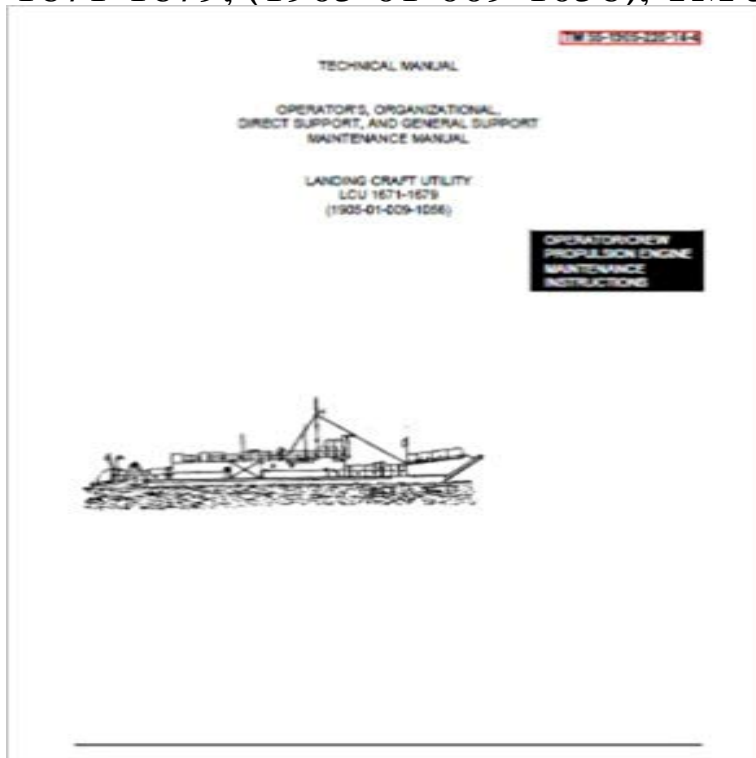 TM 55-1905-220-14-4
TECHNICAL MANUAL
OPERATOR'S, ORGANIZATIONAL,
DIRECT SUPPORT, AND GENERAL SUPPORT
MAINTENANCE MANUAL
LANDING CRAFT UTILITY
LCU 1671-1679
(1905-01-009-1056)
OPERATOR/CREW
PROPULSION ENGINE
MAINTENANCE
INSTRUCTIONS